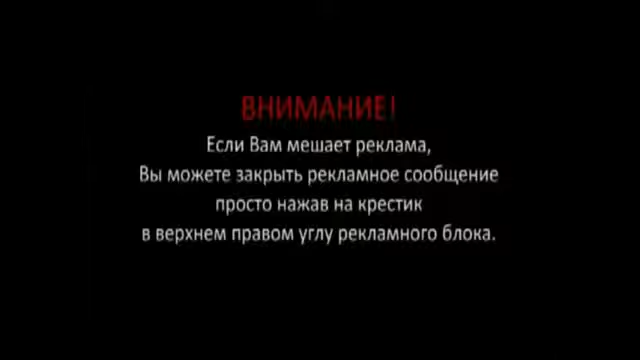 ВНИМАНИЕ!
Если Вам мешает реклама,
Вы можете закрыть рекламное сообщение
просто нажав на крестик
в верхнем правом углу рекламного блока.